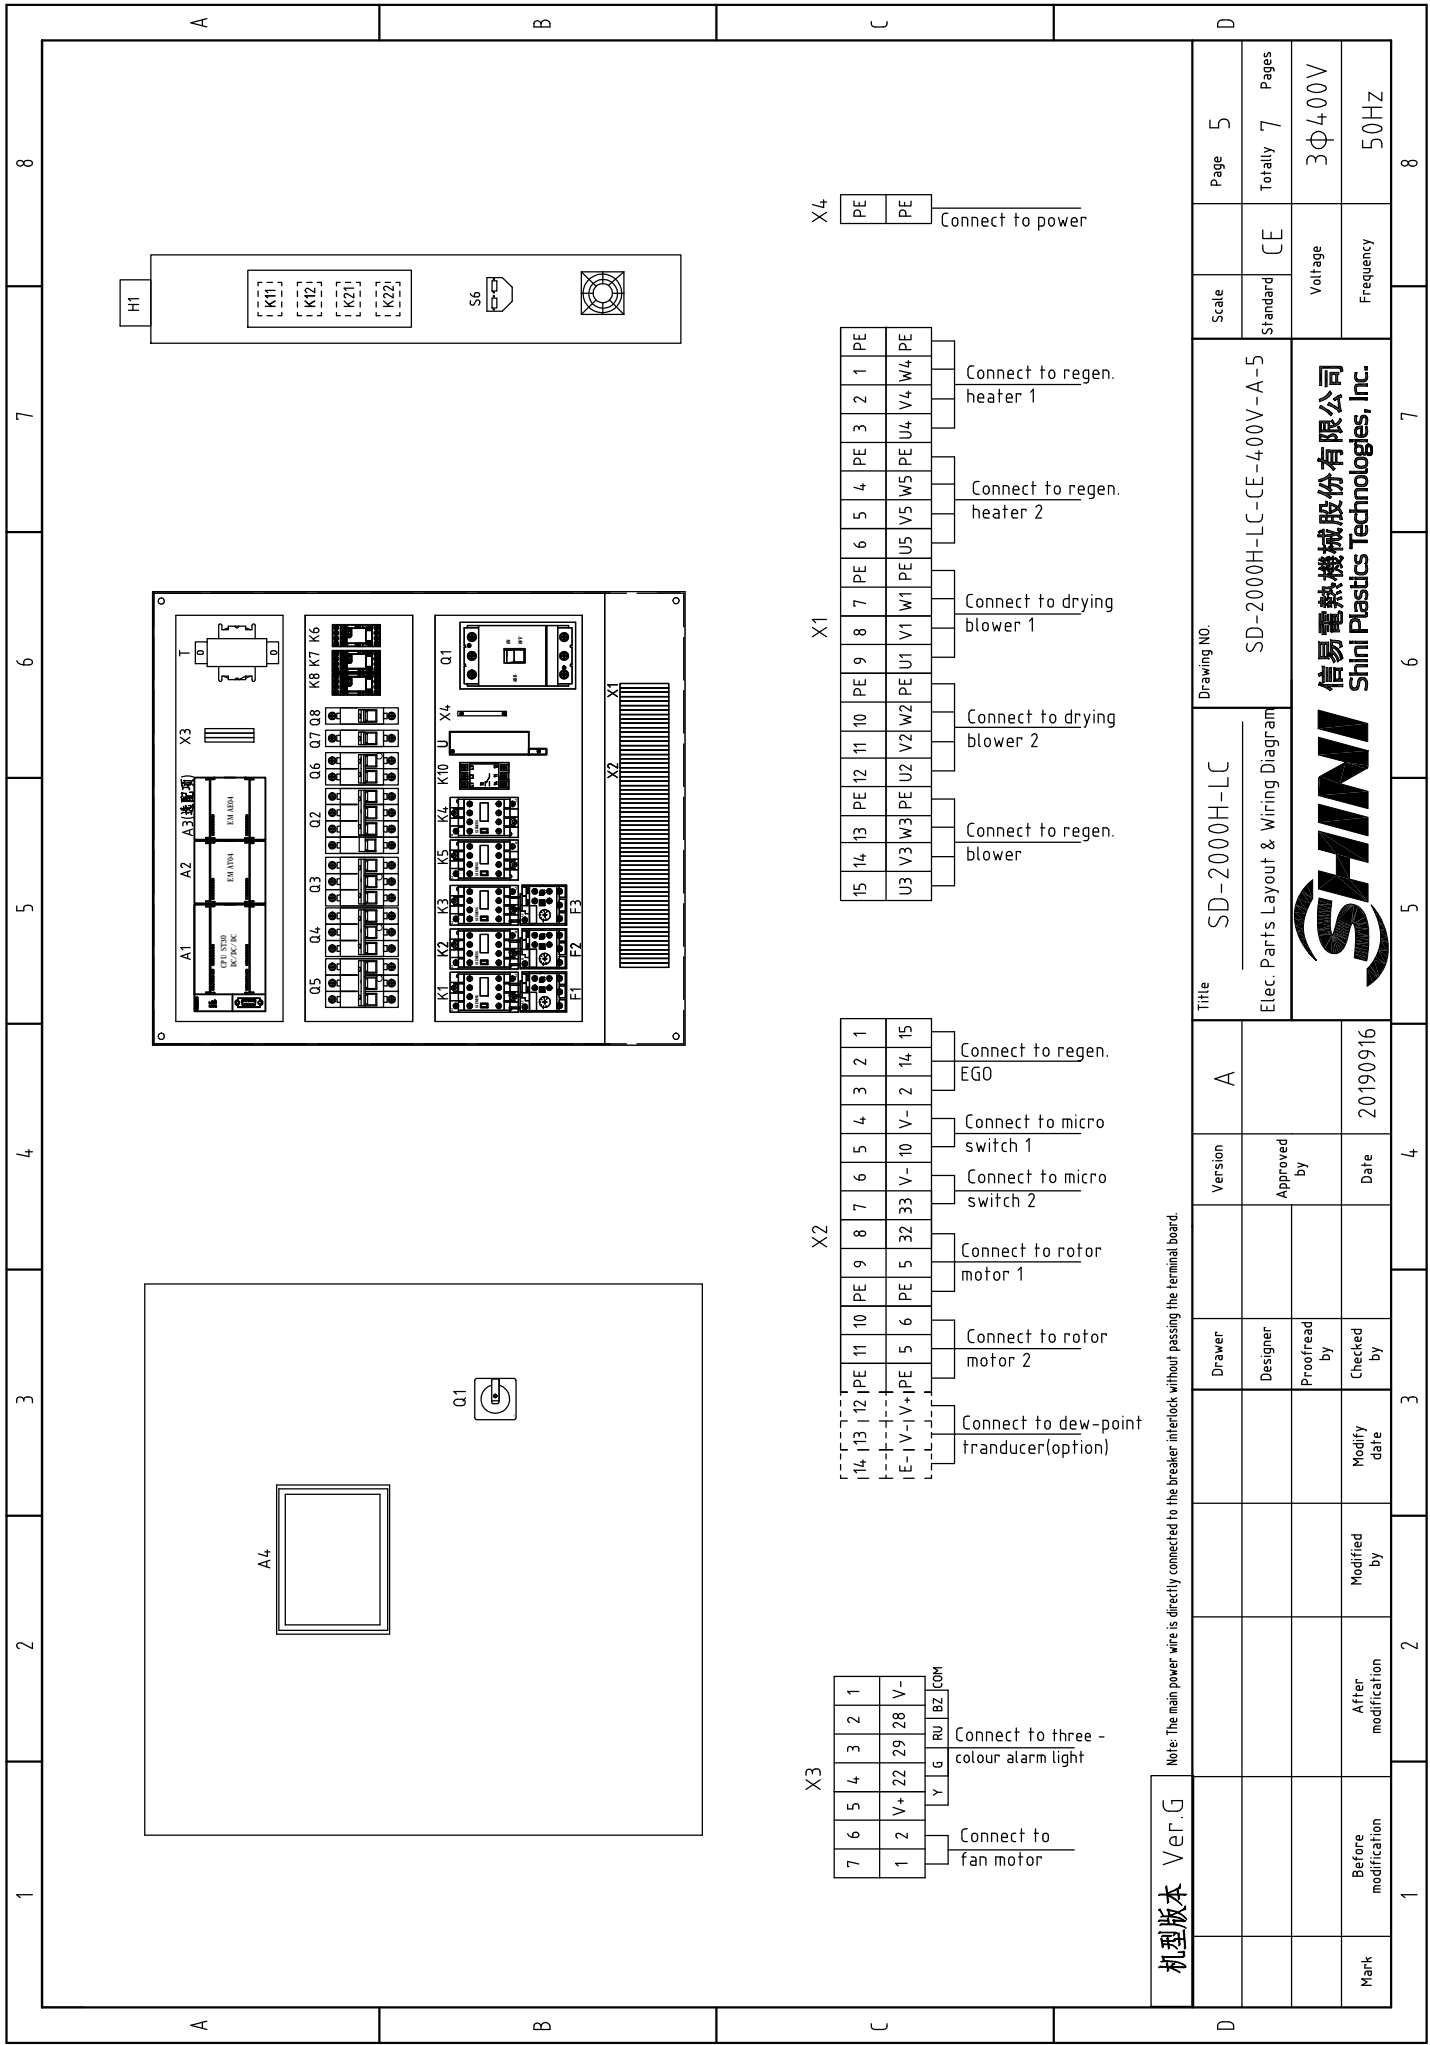 1 2 3 4 5 6 7 8
A
B
C
D
A4
Q1
A1 A2 A3(选配项) X3 T
CPU ST30
DC/DC/DC
EM AT04
EM AE04
Q5 Q4 Q3 Q2 Q6 Q7 Q8 K8 K7 K6
K1 K2 K3 K5 K4 K10 U X4 Q1
F1 F2 F3
X2 X1
H1
K11
K12
K21
K22
S6
X3
7 6 5 4 3 2 1
1 2 V+ 22 29 28 V-
Y G RU BZ COM
Connect to
fan motor
Connect to three -
colour alarm light
X2
14 13 12 PE 11 10 PE 9 8 7 6 5 4 3 2 1
E- V- V+ PE 5 6 PE 5 32 33 V- 10 V- 2 14 15
Connect to dew-point
tranducer(option)
Connect to rotor
motor 2
Connect to rotor
motor 1
Connect to micro
switch 2
Connect to micro
switch 1
Connect to regen.
EGO
X1
15 14 13 PE 12 11 10 PE 9 8 7 PE 6 5 4 PE 3 2 1 PE
U3 V3 W3 PE U2 V2 W2 PE U1 V1 W1 PE U5 V5 W5 PE U4 V4 W4 PE
Connect to regen.
blower
Connect to drying
blower 2
Connect to drying
blower 1
Connect to regen.
heater 2
Connect to regen.
heater 1
X4
PE
PE
Connect to power
机型版本 Ver.G
Note: The main power wire is directly connected to the breaker interlock without passing the terminal board.
Mark
Before
modification
After
modification
Modified
by
Modify
date
Drawer
Designer
Proofread
by
Checked
by
Version A
Approved
by
Date 20190916
Title
SD-2000H-LC
Elec. Parts Layout & Wiring Diagram
Drawing NO.
SD-2000H-LC-CE-400V-A-5
SHINI
信易電熱機械股份有限公司
Shini Plastics Technologies, Inc.
Scale
Page 5
Standard CE
Totally 7 Pages
Voltage 3Φ400V
Frequency 50Hz
A
B
C
D
1 2 3 4 5 6 7 8